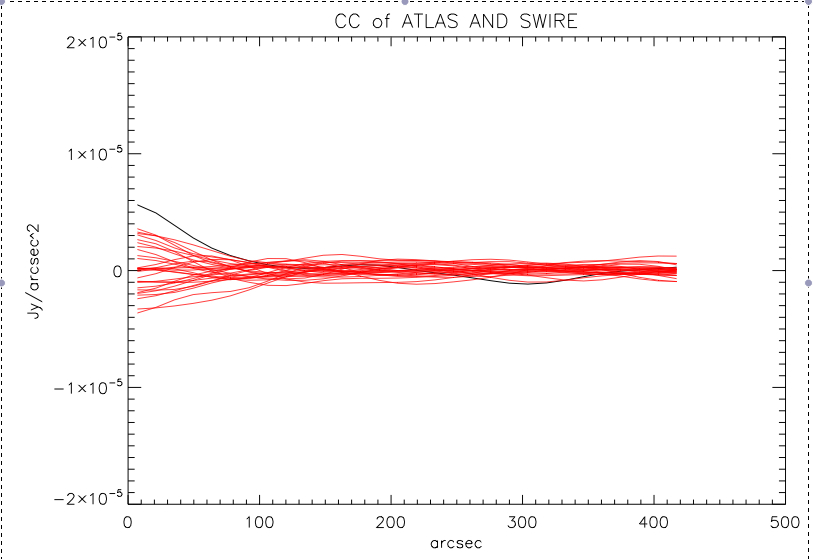 CC of ATLAS AND SWIRE
2×10⁻⁵
1×10⁻⁵
0
−1×10⁻⁵
−2×10⁻⁵
Jy/arcsec^2
0 100 200 300 400 500
arcsec